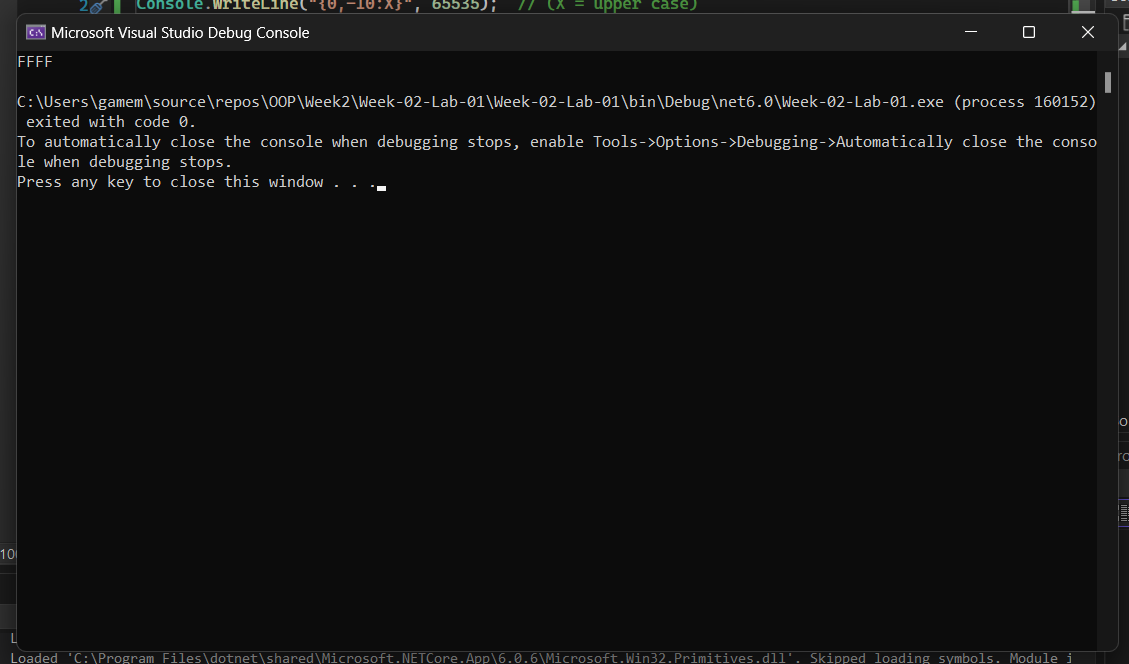 2 Console.WriteLine("{0,-10:X}", 65535); // (X = upper case)
Microsoft Visual Studio Debug Console
FFFF
C:\Users\gamem\source\repos\OOP\Week2\Week-02-Lab-01\Week-02-Lab-01\bin\Debug\net6.0\Week-02-Lab-01.exe (process 160152)
exited with code 0.
To automatically close the console when debugging stops, enable Tools->Options->Debugging->Automatically close the conso
le when debugging stops.
Press any key to close this window . . .
100
Loaded 'C:\Program Files\dotnet\shared\Microsoft.NETCore.App\6.0.6\Microsoft.Win32.Primitives.dll'. Skipped loading symbols. Module i